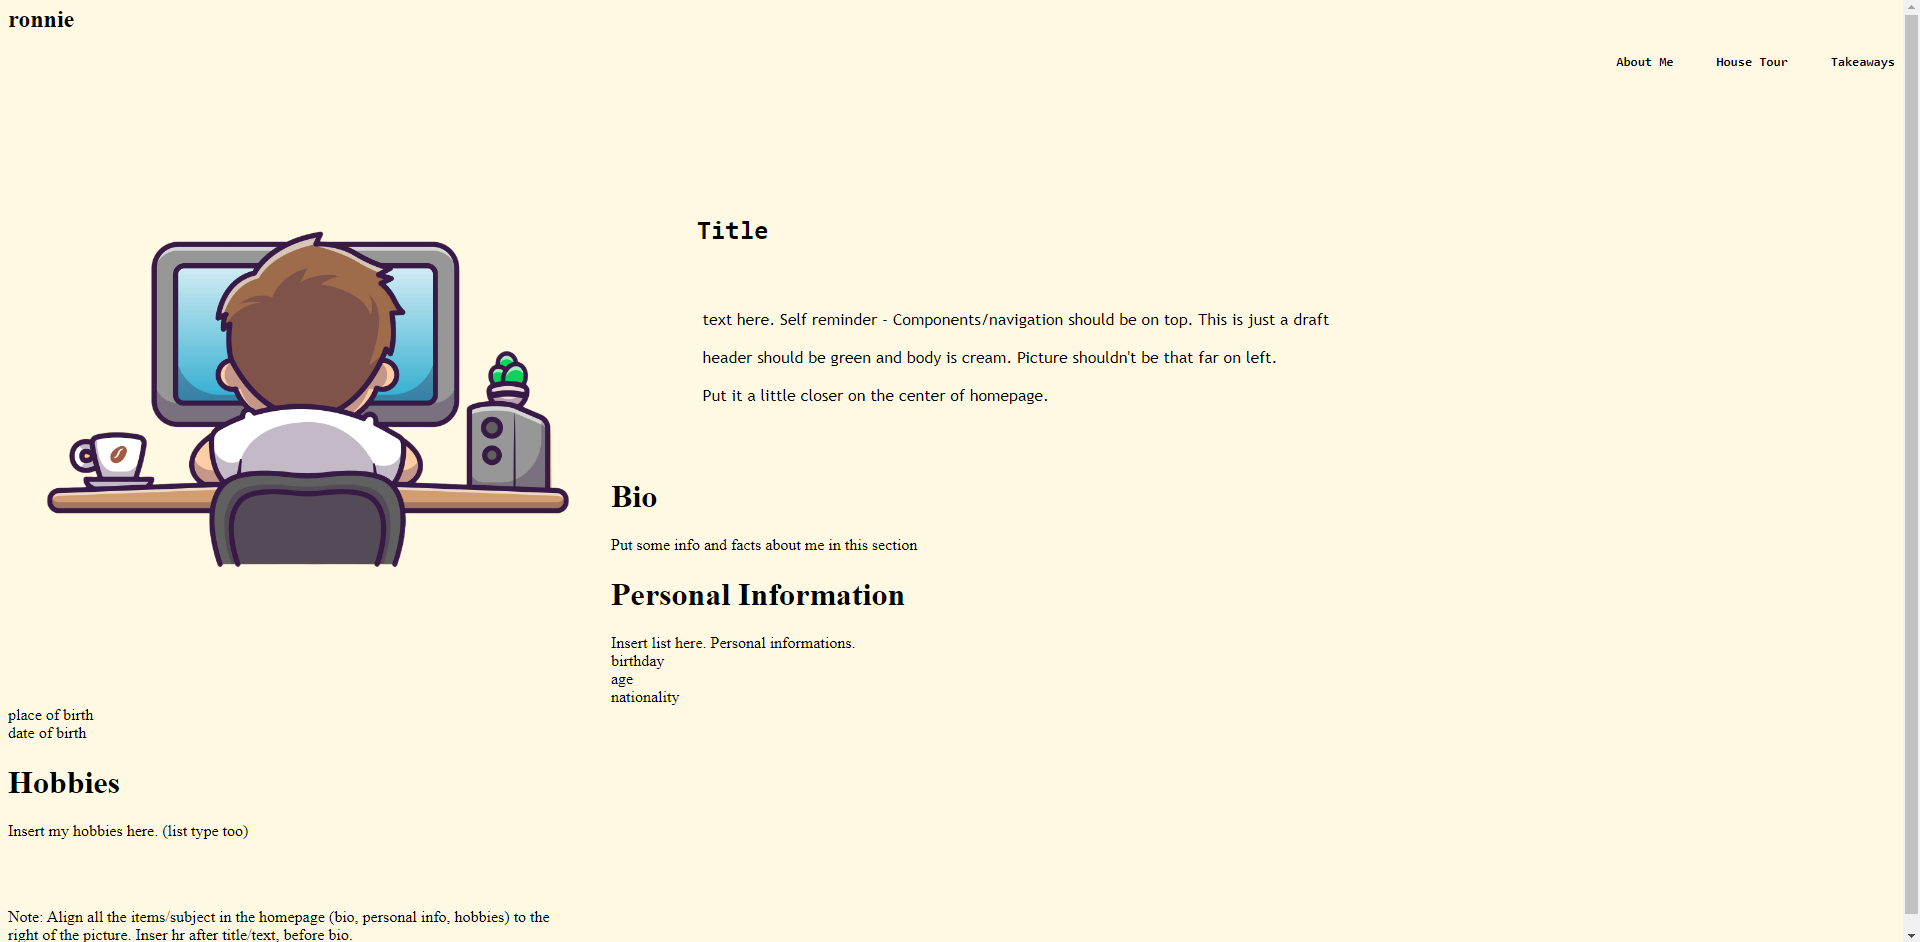 ronnie
About Me House Tour Takeaways
Title
text here. Self reminder - Components/navigation should be on top. This is just a draft
header should be green and body is cream. Picture shouldn't be that far on left.
Put it a little closer on the center of homepage.
Bio
Put some info and facts about me in this section
Personal Information
Insert list here. Personal informations.
birthday
age
nationality
place of birth
date of birth
Hobbies
Insert my hobbies here. (list type too)
Note: Align all the items/subject in the homepage (bio, personal info, hobbies) to the
right of the picture. Inser hr after title/text, before bio.